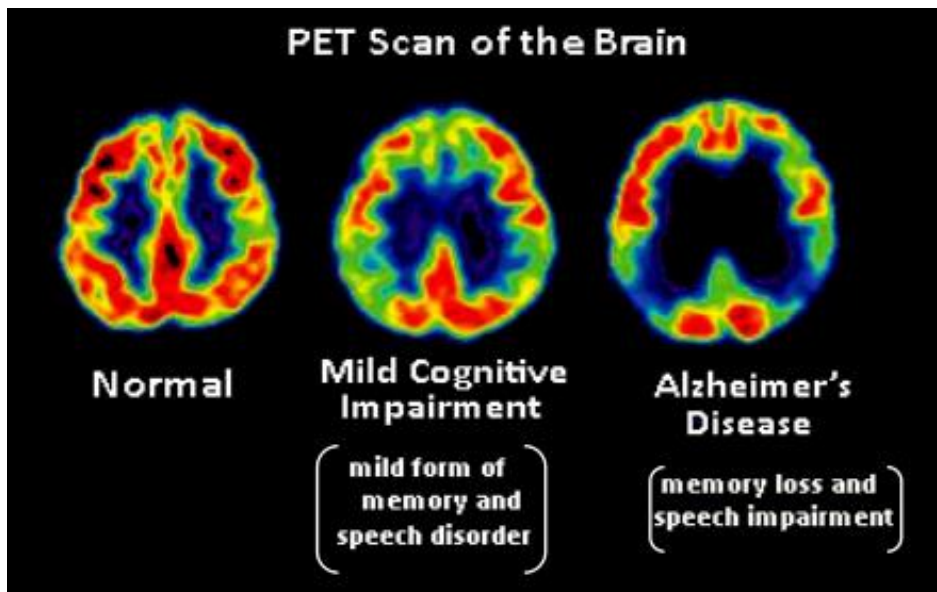 PET Scan of the Brain
Normal
Mild Cognitive
Impairment
mild form of
memory and
speech disorder
Alzheimer's
Disease
memory loss and
speech impairment